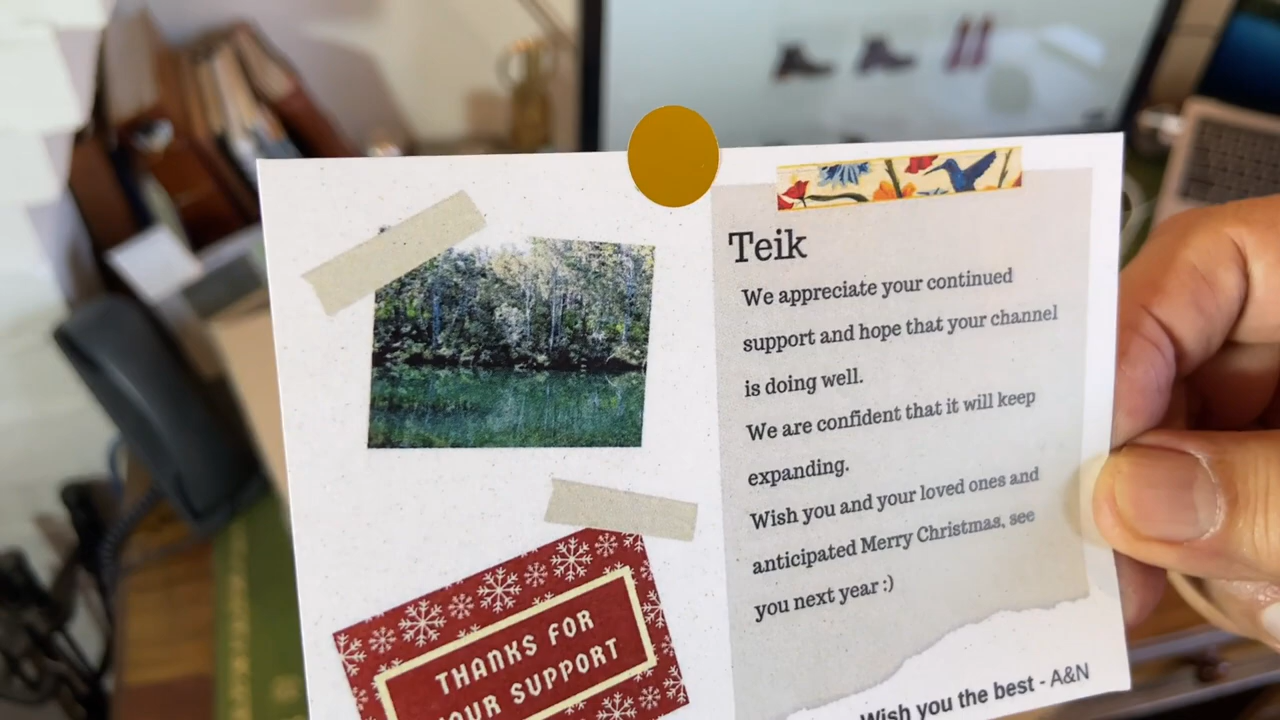 Teik
We appreciate your continued
support and hope that your channel
is doing well.
We are confident that it will keep
expanding.
Wish you and your loved ones and
anticipated Merry Christmas, see
you next year :)
Wish you the best - A&N
THANKS FOR
YOUR SUPPORT